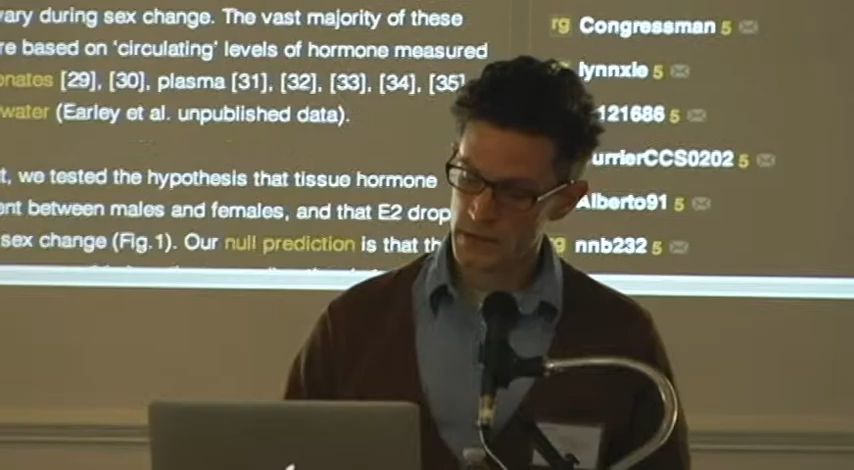 vary during sex change. The vast majority of these
re based on 'circulating' levels of hormone measured
onates [29], [30], plasma [31], [32], [33], [34], [35]
water (Earley et al. unpublished data).
t, we tested the hypothesis that tissue hormone
ent between males and females, and that E2 drop
sex change (Fig.1). Our null prediction is that th
rg Congressman 5
lynnxie 5
121686 5
urrierCCS0202 5
Alberto91 5
rg nnb232 5